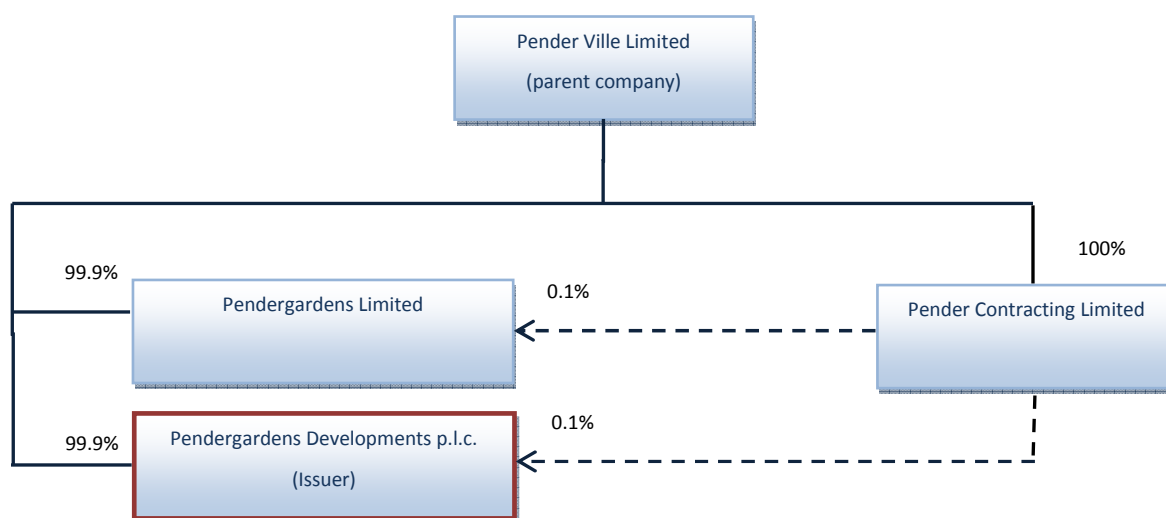 Pender Ville Limited
(parent company)
100%
99.9%
Pendergardens Limited
0.1%
Pender Contracting Limited
99.9%
Pendergardens Developments p.l.c.
(Issuer)
0.1%